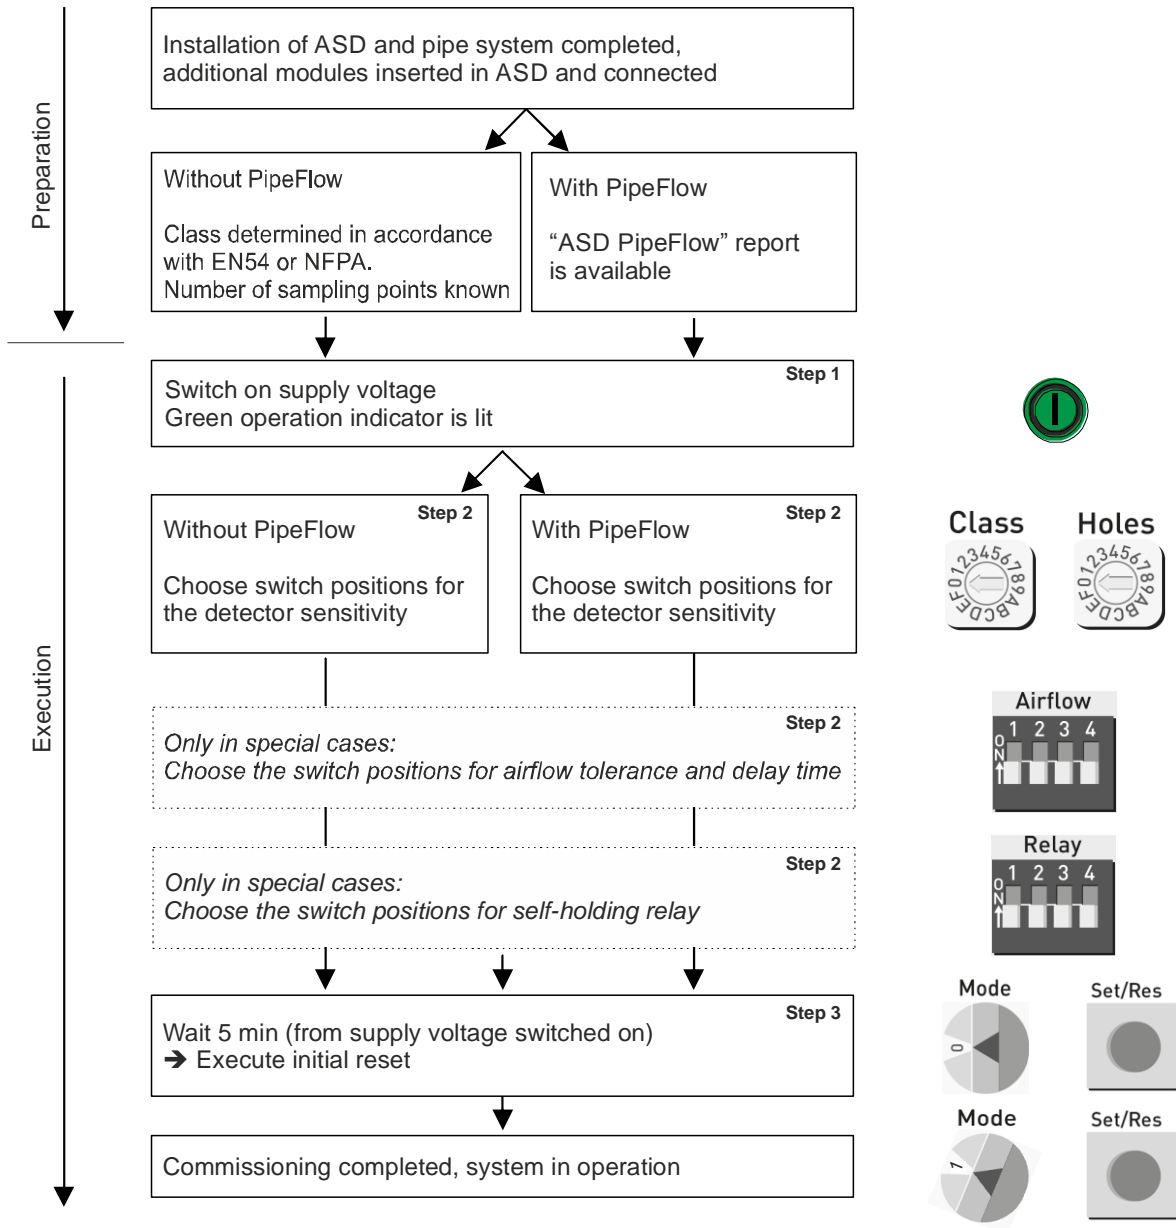 Preparation
Installation of ASD and pipe system completed,
additional modules inserted in ASD and connected
Without PipeFlow
Class determined in accordance
with EN54 or NFPA.
Number of sampling points known
With PipeFlow
“ASD PipeFlow” report
is available
Execution
Step 1
Switch on supply voltage
Green operation indicator is lit
Step 2
Without PipeFlow
Choose switch positions for
the detector sensitivity
Step 2
With PipeFlow
Choose switch positions for
the detector sensitivity
Class
0123456789ABCDEF
Holes
0123456789ABCDEF
Step 2
Only in special cases:
Choose the switch positions for airflow tolerance and delay time
Airflow
1 2 3 4
ON
Step 2
Only in special cases:
Choose the switch positions for self-holding relay
Relay
1 2 3 4
ON
Step 3
Wait 5 min (from supply voltage switched on)
➔ Execute initial reset
Mode
0
Set/Res
Commissioning completed, system in operation
Mode
1
Set/Res